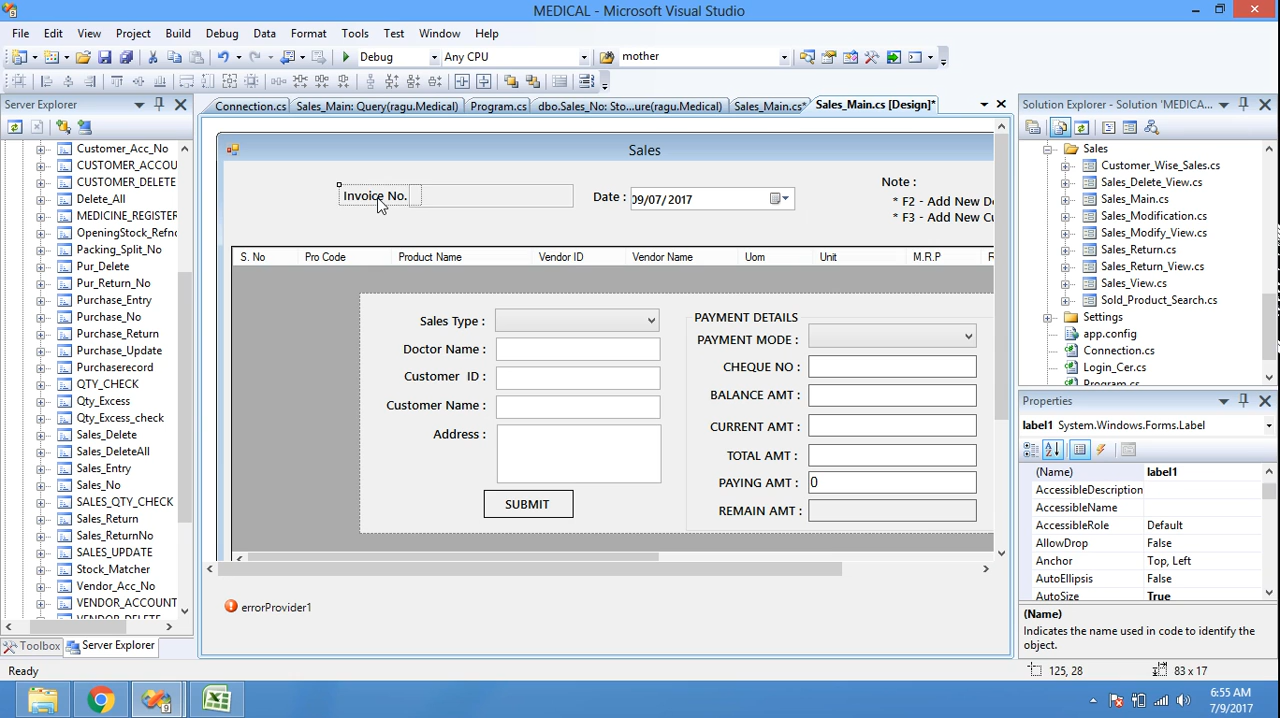 MEDICAL - Microsoft Visual Studio
File Edit View Project Build Debug Data Format Tools Test Window Help
Debug Any CPU mother
Server Explorer
Connection.cs Sales_Main: Query(ragu.Medical) Program.cs dbo.Sales_No: Sto...ure(ragu.Medical) Sales_Main.cs* Sales_Main.cs [Design]*
Solution Explorer - Solution 'MEDICA...
Customer_Acc_No
CUSTOMER_ACCOU
CUSTOMER_DELETE
Delete_All
MEDICINE_REGISTER
OpeningStock_Refno
Packing_Split_No
Pur_Delete
Pur_Return_No
Purchase_Entry
Purchase_No
Purchase_Return
Purchase_Update
Purchaserecord
QTY_CHECK
Qty_Excess
Qty_Excess_check
Sales_Delete
Sales_DeleteAll
Sales_Entry
Sales_No
SALES_QTY_CHECK
Sales_Return
Sales_ReturnNo
SALES_UPDATE
Stock_Matcher
Vendor_Acc_No
VENDOR_ACCOUNT
VENDOR_DELETE
Toolbox Server Explorer
Sales
Invoice No.
Date : 09/07/2017
Note :
* F2 - Add New D
* F3 - Add New Cu
S. No Pro Code Product Name Vendor ID Vendor Name Uom Unit M.R.P R
Sales Type :
Doctor Name :
Customer ID :
Customer Name :
Address :
SUBMIT
PAYMENT DETAILS
PAYMENT MODE :
CHEQUE NO :
BALANCE AMT :
CURRENT AMT :
TOTAL AMT :
PAYING AMT : 0
REMAIN AMT :
errorProvider1
Sales
Customer_Wise_Sales.cs
Sales_Delete_View.cs
Sales_Main.cs
Sales_Modification.cs
Sales_Modify_View.cs
Sales_Return.cs
Sales_Return_View.cs
Sales_View.cs
Sold_Product_Search.cs
Settings
app.config
Connection.cs
Login_Cer.cs
Program.cs
Properties
label1 System.Windows.Forms.Label
(Name) label1
AccessibleDescription
AccessibleName
AccessibleRole Default
AllowDrop False
Anchor Top, Left
AutoEllipsis False
AutoSize True
(Name)
Indicates the name used in code to identify the
object.
Ready
125, 28
83 x 17
6:55 AM
7/9/2017